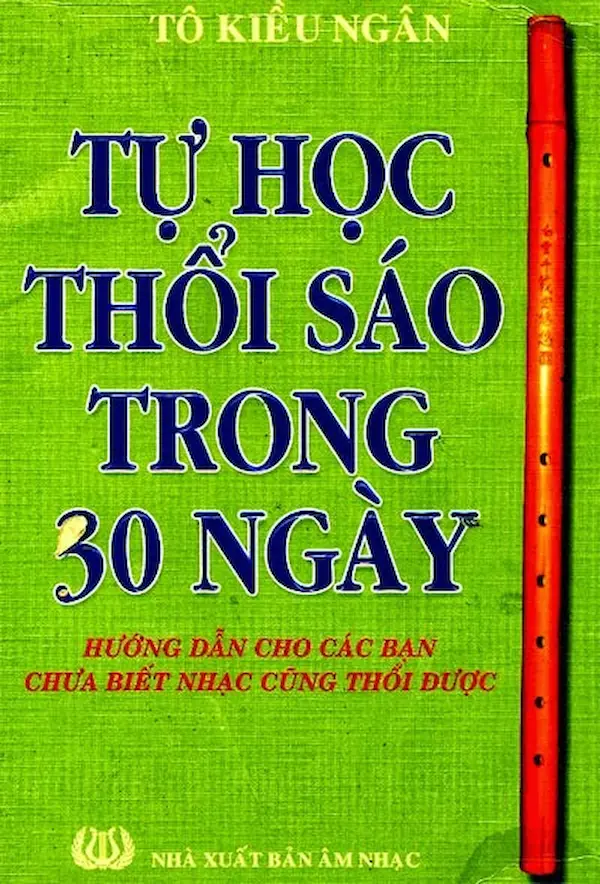 TÔ KIỀU NGÂN
TỰ HỌC
THỔI SÁO
TRONG
30 NGÀY
HƯỚNG DẪN CHO CÁC BẠN
CHƯA BIẾT NHẠC CŨNG THỔI ĐƯỢC
NHÀ XUẤT BẢN ÂM NHẠC